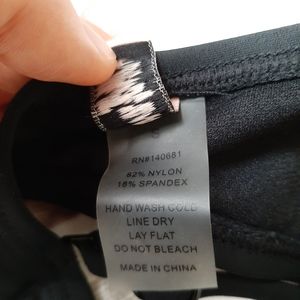 RN#140681
82% NYLON
18% SPANDEX
HAND WASH COLD
LINE DRY
LAY FLAT
DO NOT BLEACH
MADE IN CHINA